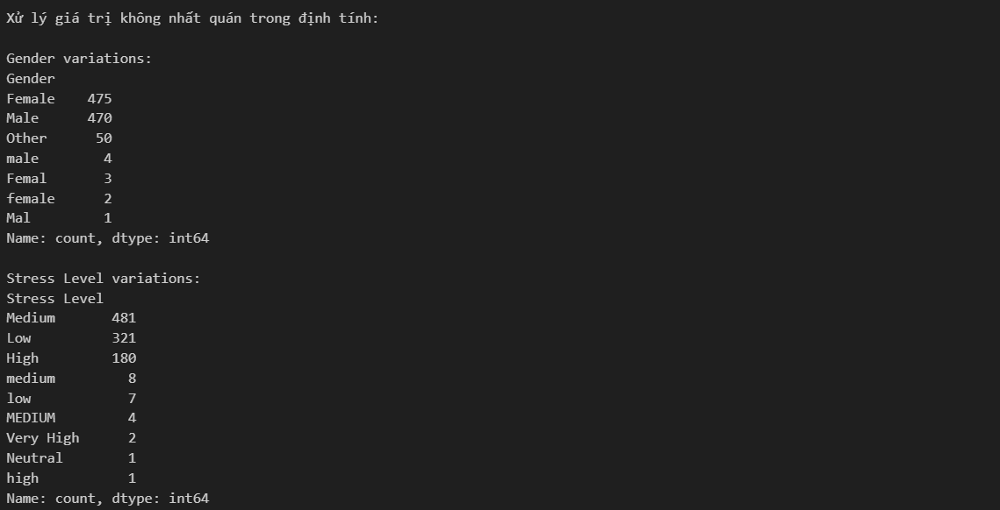 Xử lý giá trị không nhất quán trong định tính:

Gender variations:
Gender
Female    475
Male      470
Other      50
male        4
Femal       3
female      2
Mal         1
Name: count, dtype: int64

Stress Level variations:
Stress Level
Medium       481
Low          321
High         180
medium         8
low            7
MEDIUM         4
Very High      2
Neutral        1
high           1
Name: count, dtype: int64